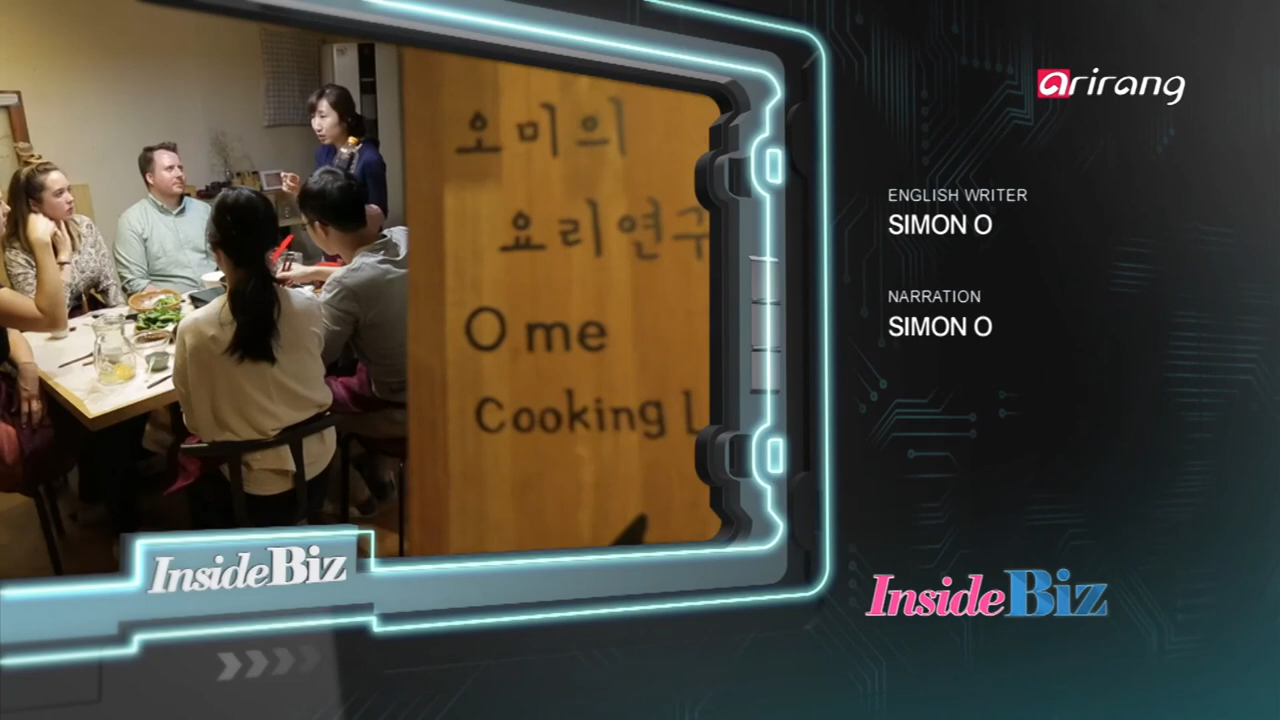 arirang
오미의
요리연구
O me
Cooking L
ENGLISH WRITER
SIMON O
NARRATION
SIMON O
InsideBiz
InsideBiz